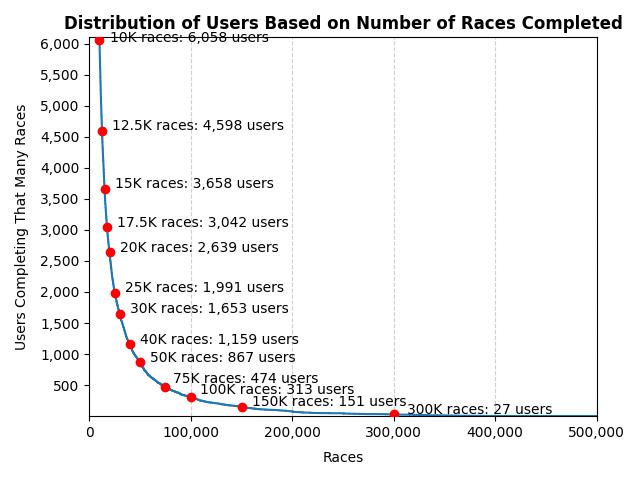 Distribution of Users Based on Number of Races Completed
6,000
5,500
5,000
4,500
4,000
3,500
3,000
2,500
2,000
1,500
1,000
500
Users Completing That Many Races
10K races: 6,058 users
12.5K races: 4,598 users
15K races: 3,658 users
17.5K races: 3,042 users
20K races: 2,639 users
25K races: 1,991 users
30K races: 1,653 users
40K races: 1,159 users
50K races: 867 users
75K races: 474 users
100K races: 313 users
150K races: 151 users
300K races: 27 users
0 100,000 200,000 300,000 400,000 500,000
Races